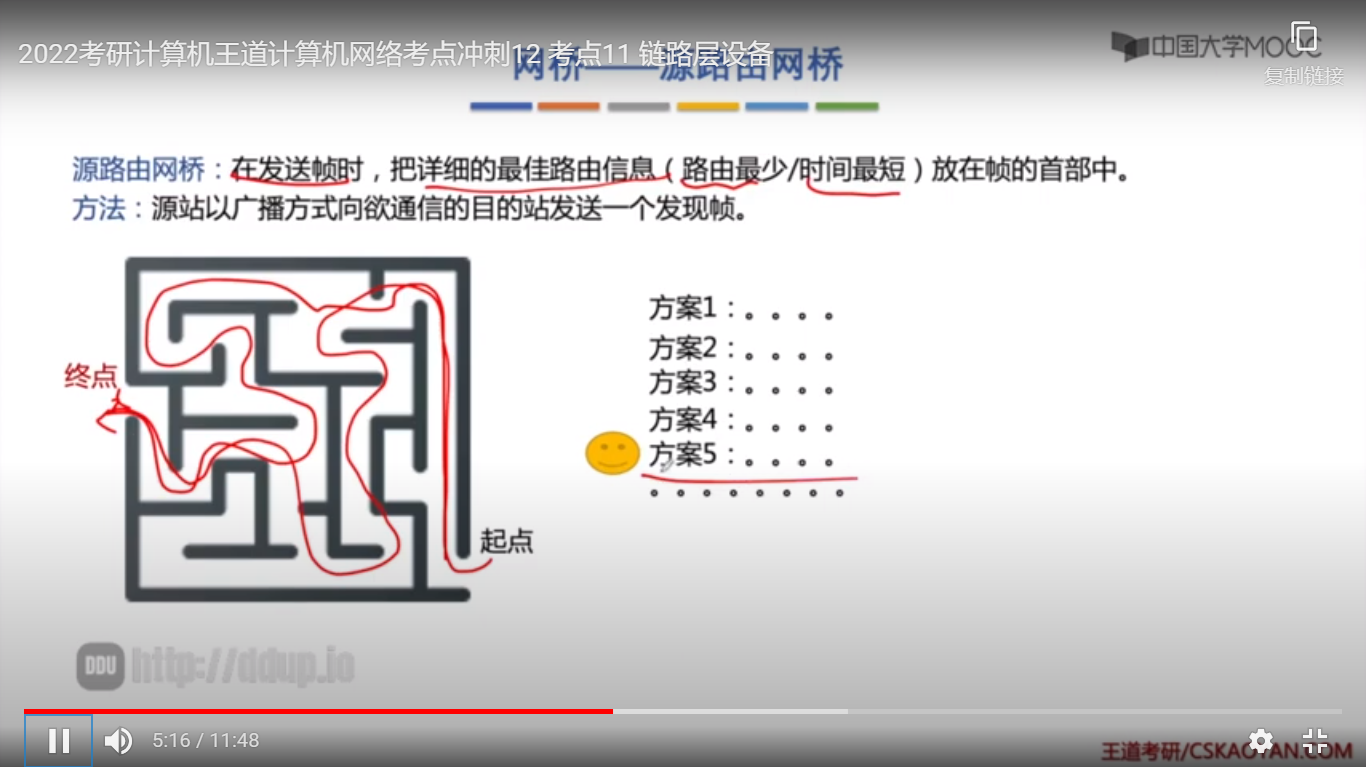 2022考研计算机王道计算机网络考点冲刺12 考点11 链路层设备
网桥——源路由网桥
中国大学MOOC
复制链接
源路由网桥：在发送帧时，把详细的最佳路由信息（路由最少/时间最短）放在帧的首部中。
方法：源站以广播方式向欲通信的目的站发送一个发现帧。
方案1：。。。。
方案2：。。。。
终点
方案3：。。。。
方案4：。。。。
方案5：。。。。
。。。。。。。。
起点
DDU http://ddup.io
5:16 / 11:48
王道考研/CSKAOYAN.COM